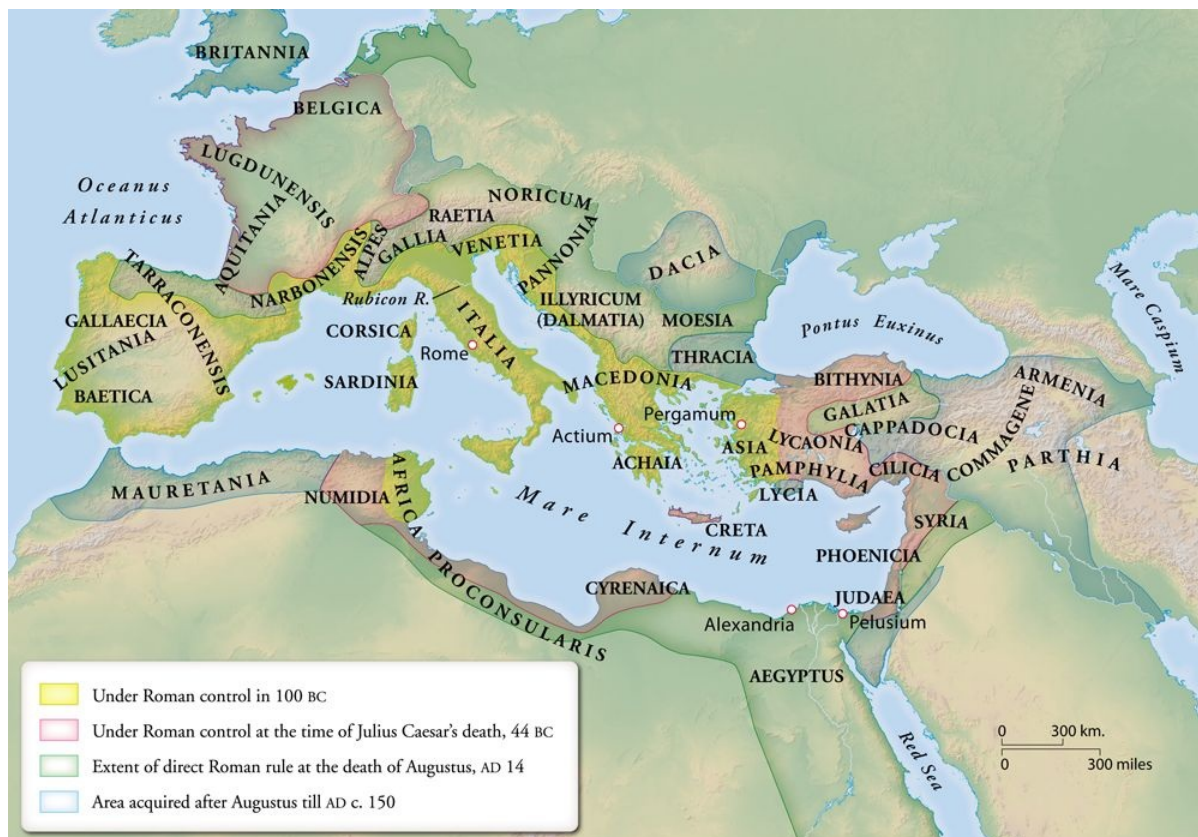 BRITANNIA
BELGICA
LUGDUNENSIS
Oceanus
Atlanticus
AQUITANIA
NORICUM
RAETIA
ALPES
GALLIA
VENETIA
PANNONIA
NARBONENSIS
TARRACONENSIS
DACIA
Mare Caspium
Rubicon R.
ITALIA
ILLYRICUM
(DALMATIA)
MOESIA
Pontus Euxinus
GALLAECIA
LUSITANIA
BAETICA
CORSICA
Rome
SARDINIA
THRACIA
MACEDONIA
BITHYNIA
GALATIA
ARMENIA
Pergamum
CAPPADOCIA
COMMAGENE
Actium
ASIA
LYCAONIA
PARTHIA
ACHAIA
PAMPHYLIA
CILICIA
LYCIA
MAURETANIA
NUMIDIA
AFRICA PROCONSULARIS
Mare Internum
CRETA
SYRIA
PHOENICIA
CYRENAICA
JUDAEA
Alexandria
Pelusium
AEGYPTUS
Red Sea
Under Roman control in 100 BC
Under Roman control at the time of Julius Caesar's death, 44 BC
Extent of direct Roman rule at the death of Augustus, AD 14
Area acquired after Augustus till AD c. 150
0 300 km.
0 300 miles